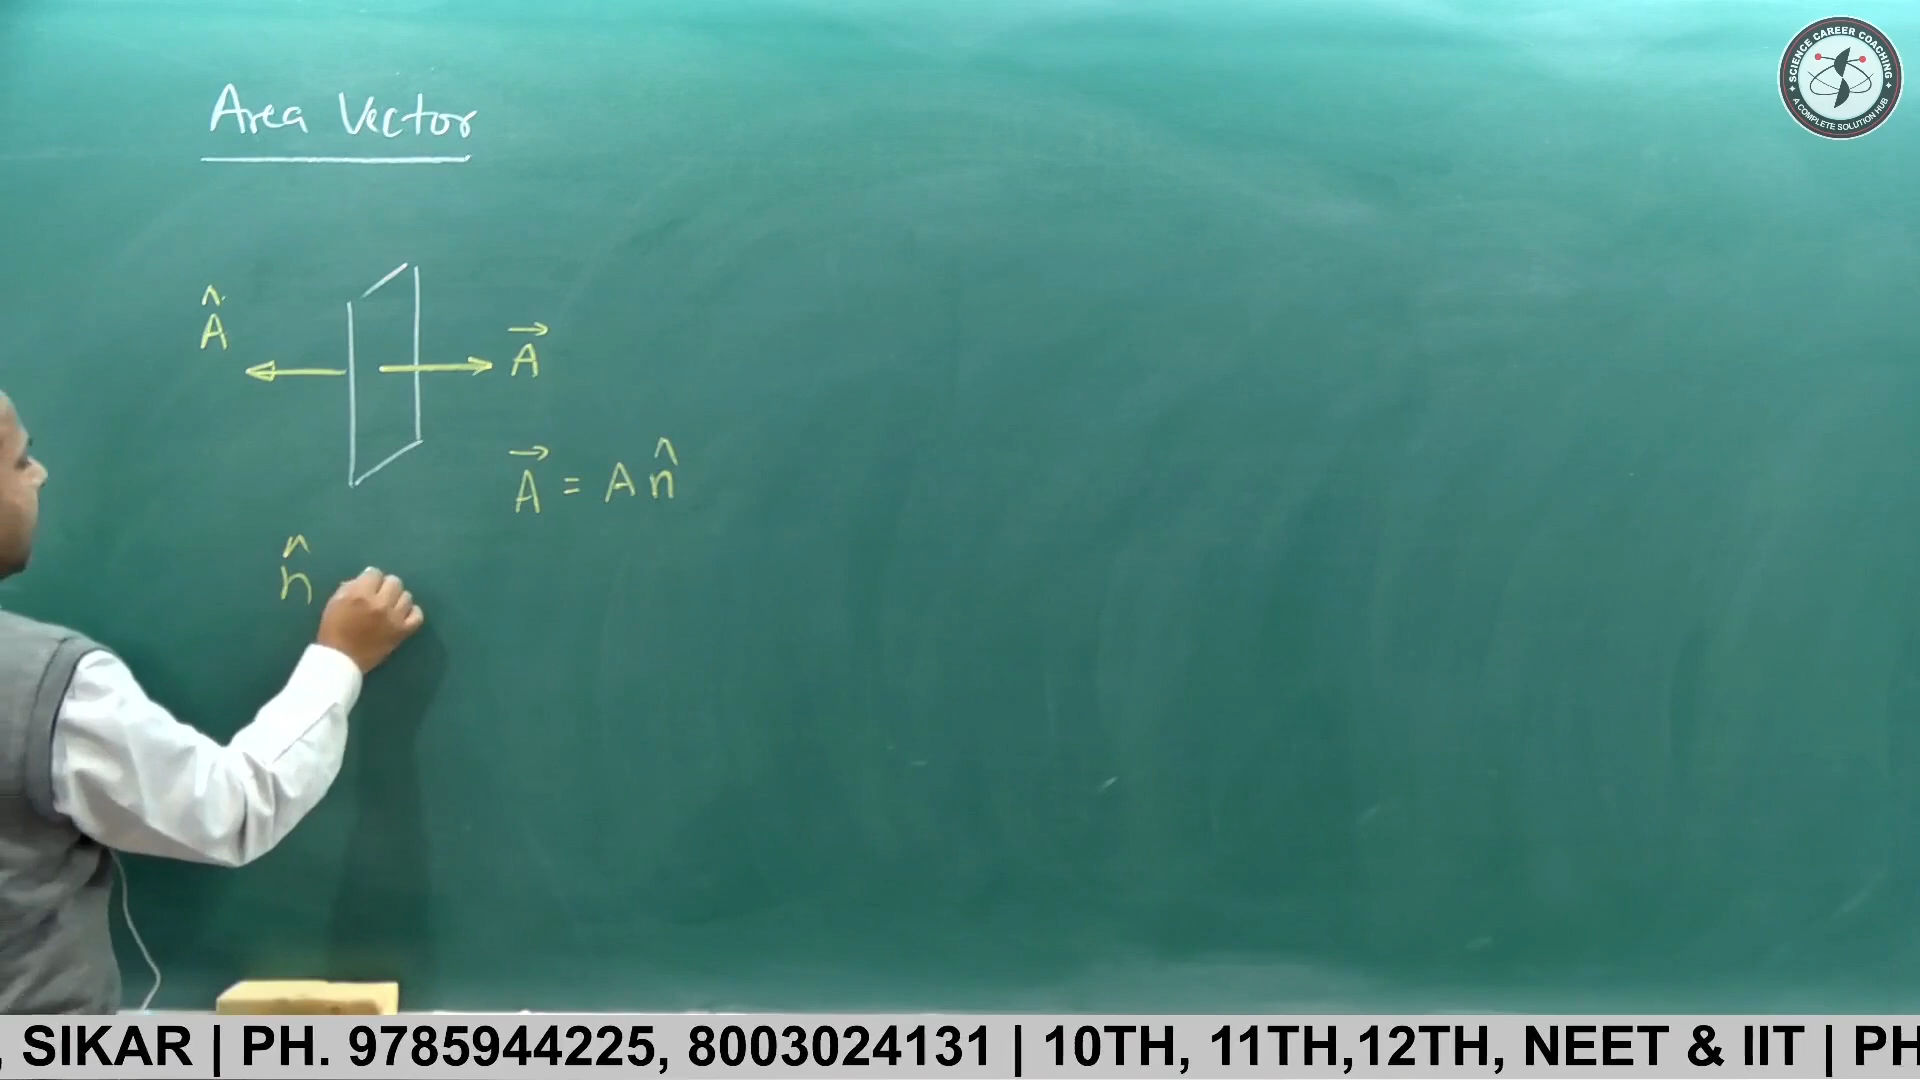 Area Vector
SCIENCE CAREER COACHING
A COMPLETE SOLUTION HUB
Â
A⃗
A⃗ = A n̂
n̂
, SIKAR | PH. 9785944225, 8003024131 | 10TH, 11TH,12TH, NEET & IIT | PH